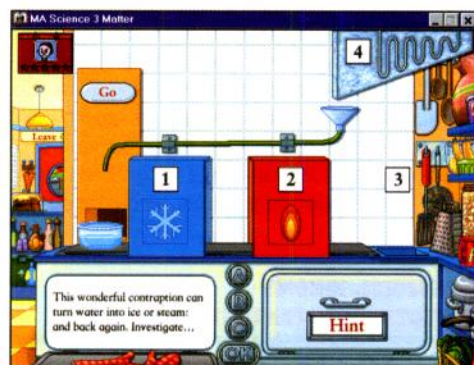 MA Science 3 Matter
4
Go
Leave
1
2
3
This wonderful contraption can
turn water into ice or steam:
and back again. Investigate...
A
B
C
OK
Hint